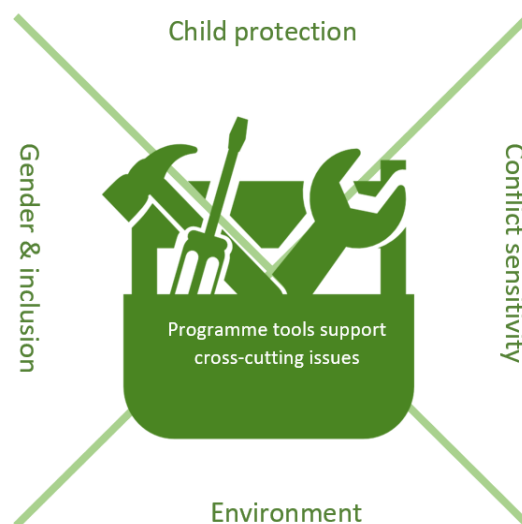 Child protection
Gender & inclusion
Conflict sensitivity
Programme tools support
cross-cutting issues
Environment